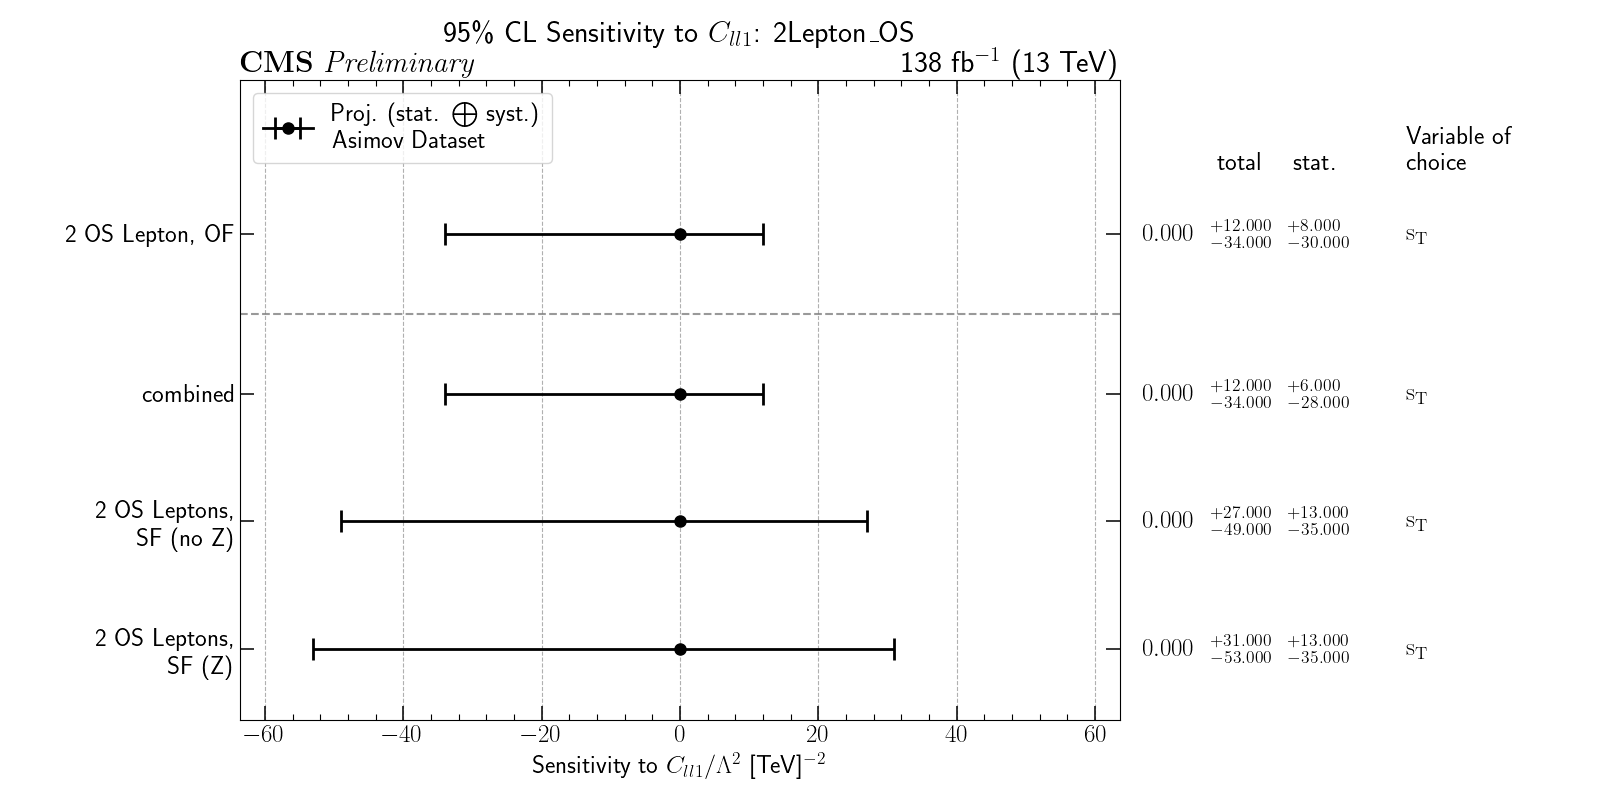 95% CL Sensitivity to C_{ll1}: 2Lepton_OS
CMS Preliminary
138 fb^{−1} (13 TeV)
Proj. (stat. ⨁ syst.)
Asimov Dataset
Variable of
choice
total
stat.
2 OS Lepton, OF
0.000 +12.000 −34.000 +8.000 −30.000 s_T
combined
0.000 +12.000 −34.000 +6.000 −28.000 s_T
2 OS Leptons,
SF (no Z)
0.000 +27.000 −49.000 +13.000 −35.000 s_T
2 OS Leptons,
SF (Z)
0.000 +31.000 −53.000 +13.000 −35.000 s_T
−60 −40 −20 0 20 40 60
Sensitivity to C_{ll1}/Λ^2 [TeV]^{−2}